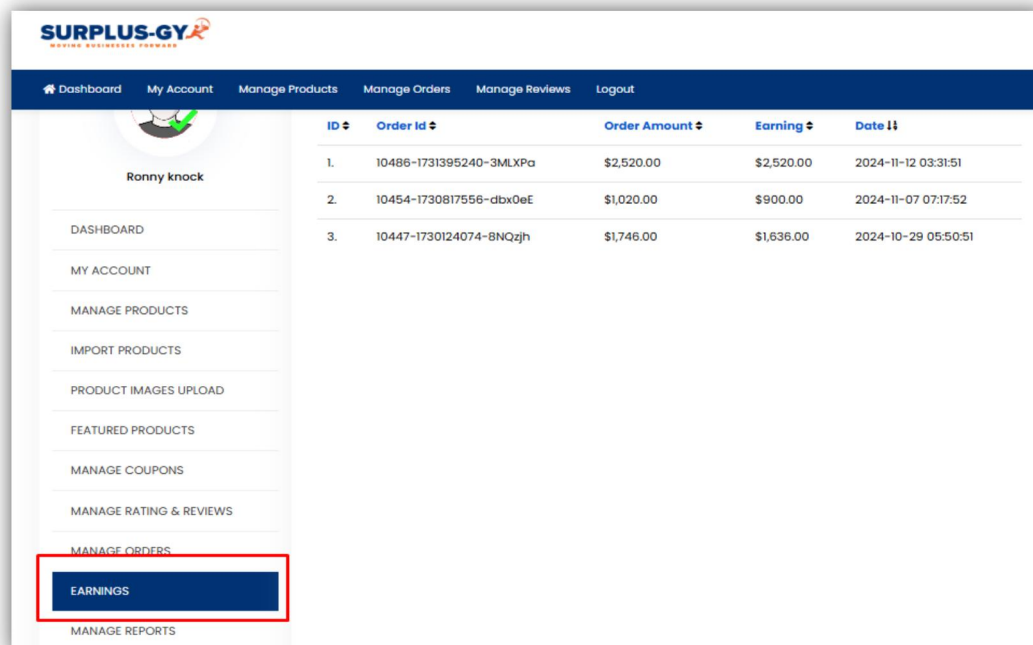 SURPLUS-GY
MOVING BUSINESSES FORWARD
Dashboard My Account Manage Products Manage Orders Manage Reviews Logout
Ronny knock
DASHBOARD
MY ACCOUNT
MANAGE PRODUCTS
IMPORT PRODUCTS
PRODUCT IMAGES UPLOAD
FEATURED PRODUCTS
MANAGE COUPONS
MANAGE RATING & REVIEWS
MANAGE ORDERS
EARNINGS
MANAGE REPORTS
ID Order Id Order Amount Earning Date
1. 10486-1731395240-3MLXPa $2,520.00 $2,520.00 2024-11-12 03:31:51
2. 10454-1730817556-dbx0eE $1,020.00 $900.00 2024-11-07 07:17:52
3. 10447-1730124074-8NQzjh $1,746.00 $1,636.00 2024-10-29 05:50:51